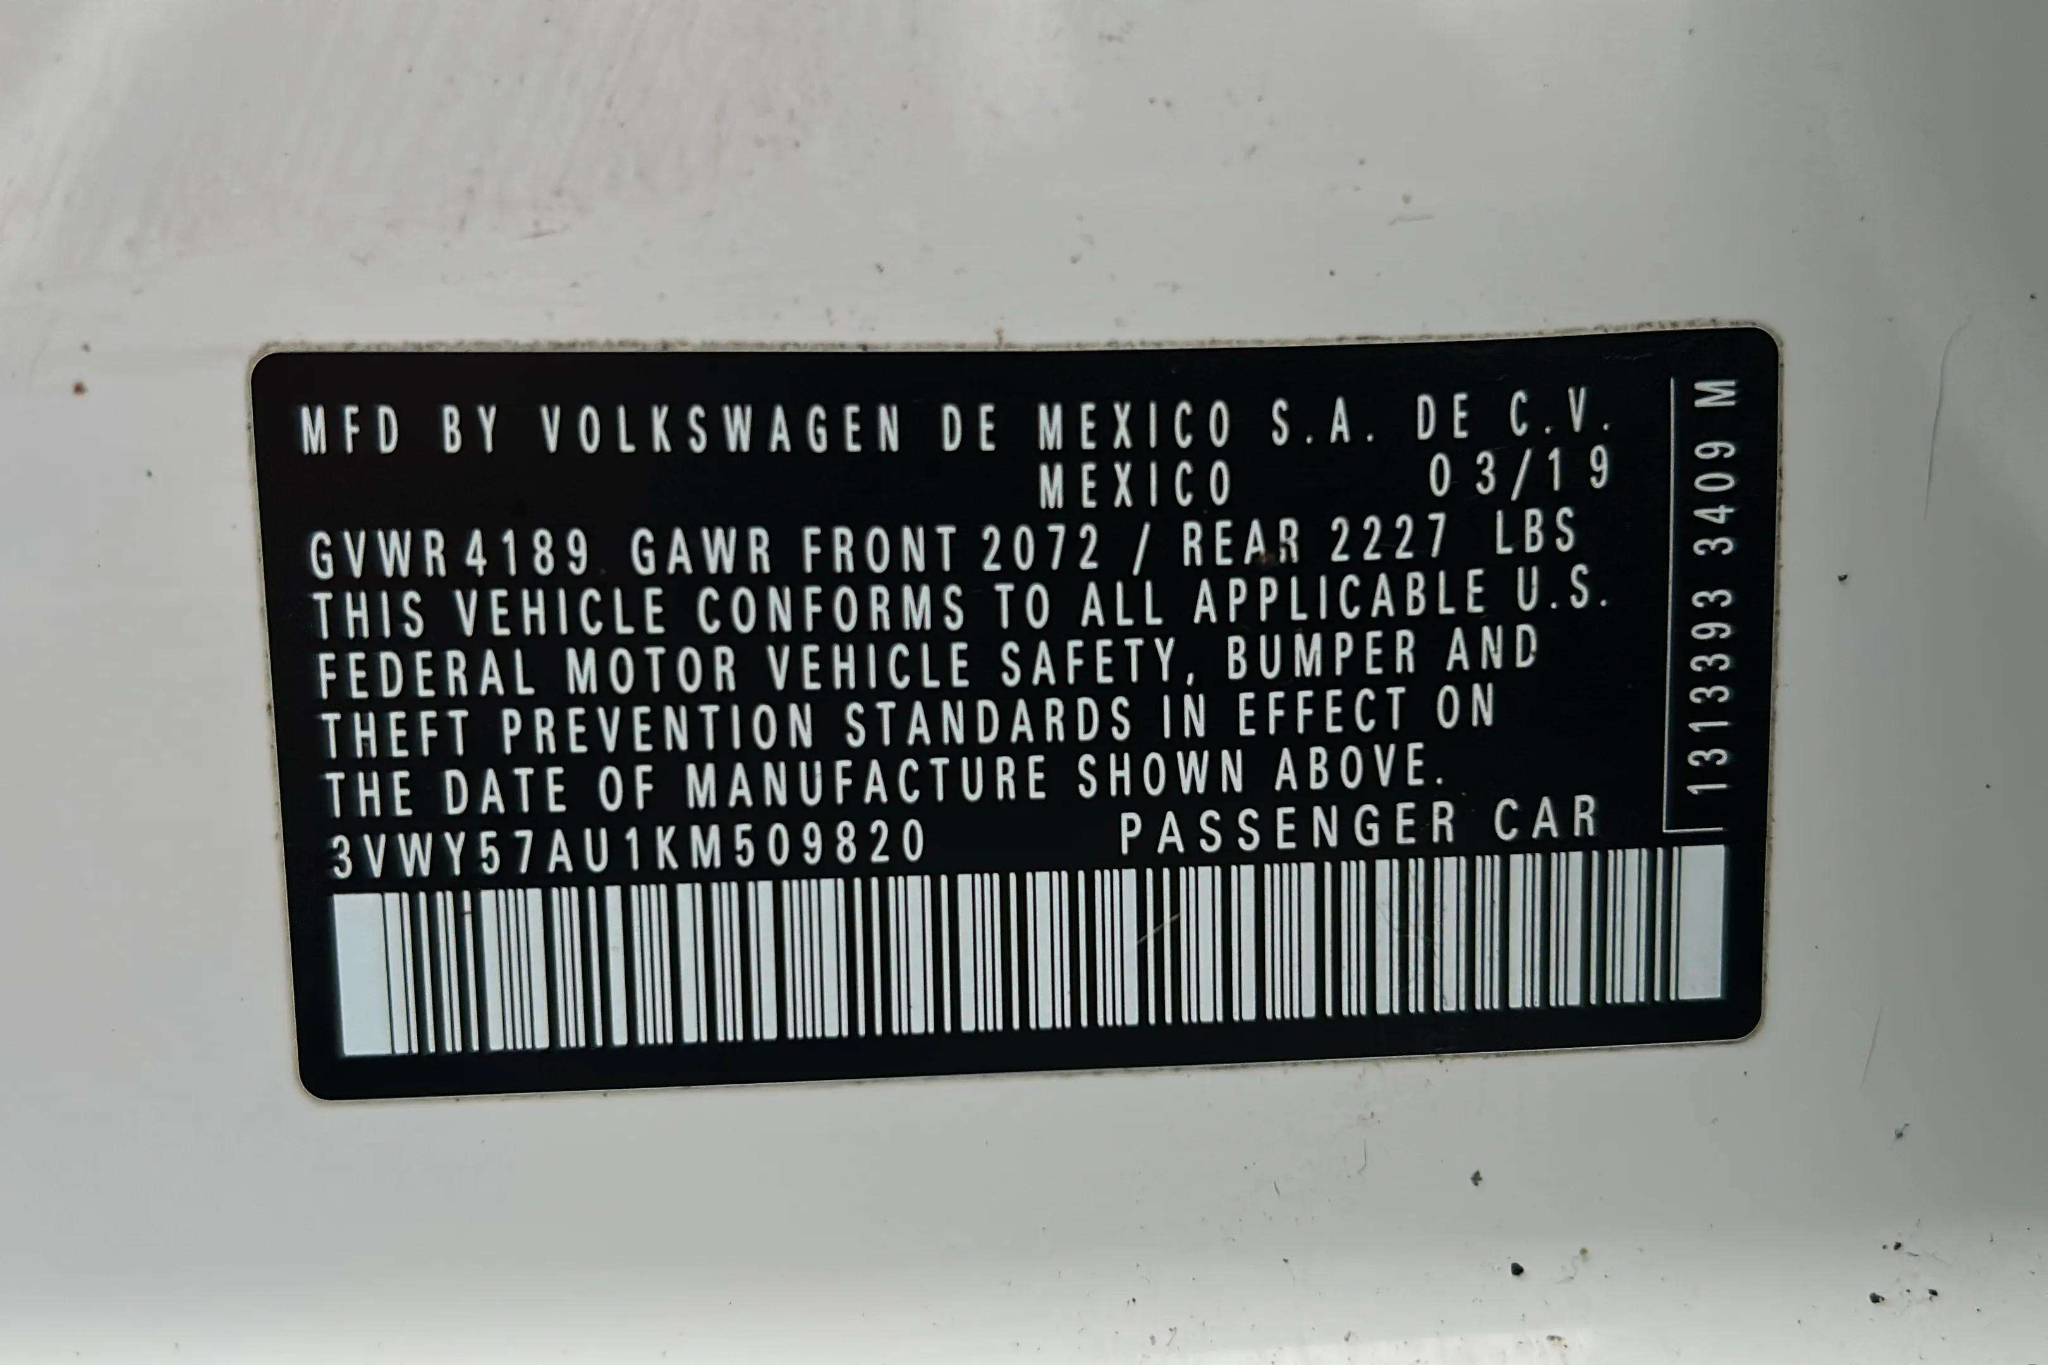 MFD BY VOLKSWAGEN DE MEXICO S.A. DE C.V.
MEXICO 03/19
GVWR 4189 GAWR FRONT 2072 / REAR 2227 LBS
THIS VEHICLE CONFORMS TO ALL APPLICABLE U.S.
FEDERAL MOTOR VEHICLE SAFETY, BUMPER AND
THEFT PREVENTION STANDARDS IN EFFECT ON
THE DATE OF MANUFACTURE SHOWN ABOVE.
3VWY57AU1KM509820 PASSENGER CAR
1313393 3409 M